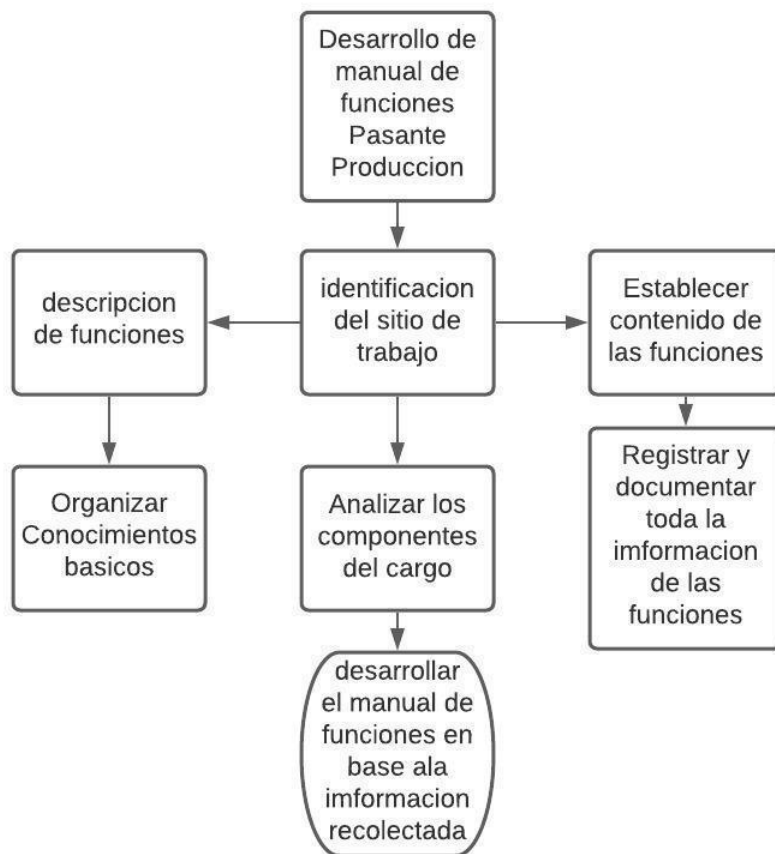 Desarrollo de
manual de
funciones
Pasante
Produccion
descripcion
de funciones
identificacion
del sitio de
trabajo
Establecer
contenido de
las funciones
Organizar
Conocimientos
basicos
Analizar los
componentes
del cargo
Registrar y
documentar
toda la
imformacion
de las
funciones
desarrollar
el manual de
funciones en
base ala
imformacion
recolectada